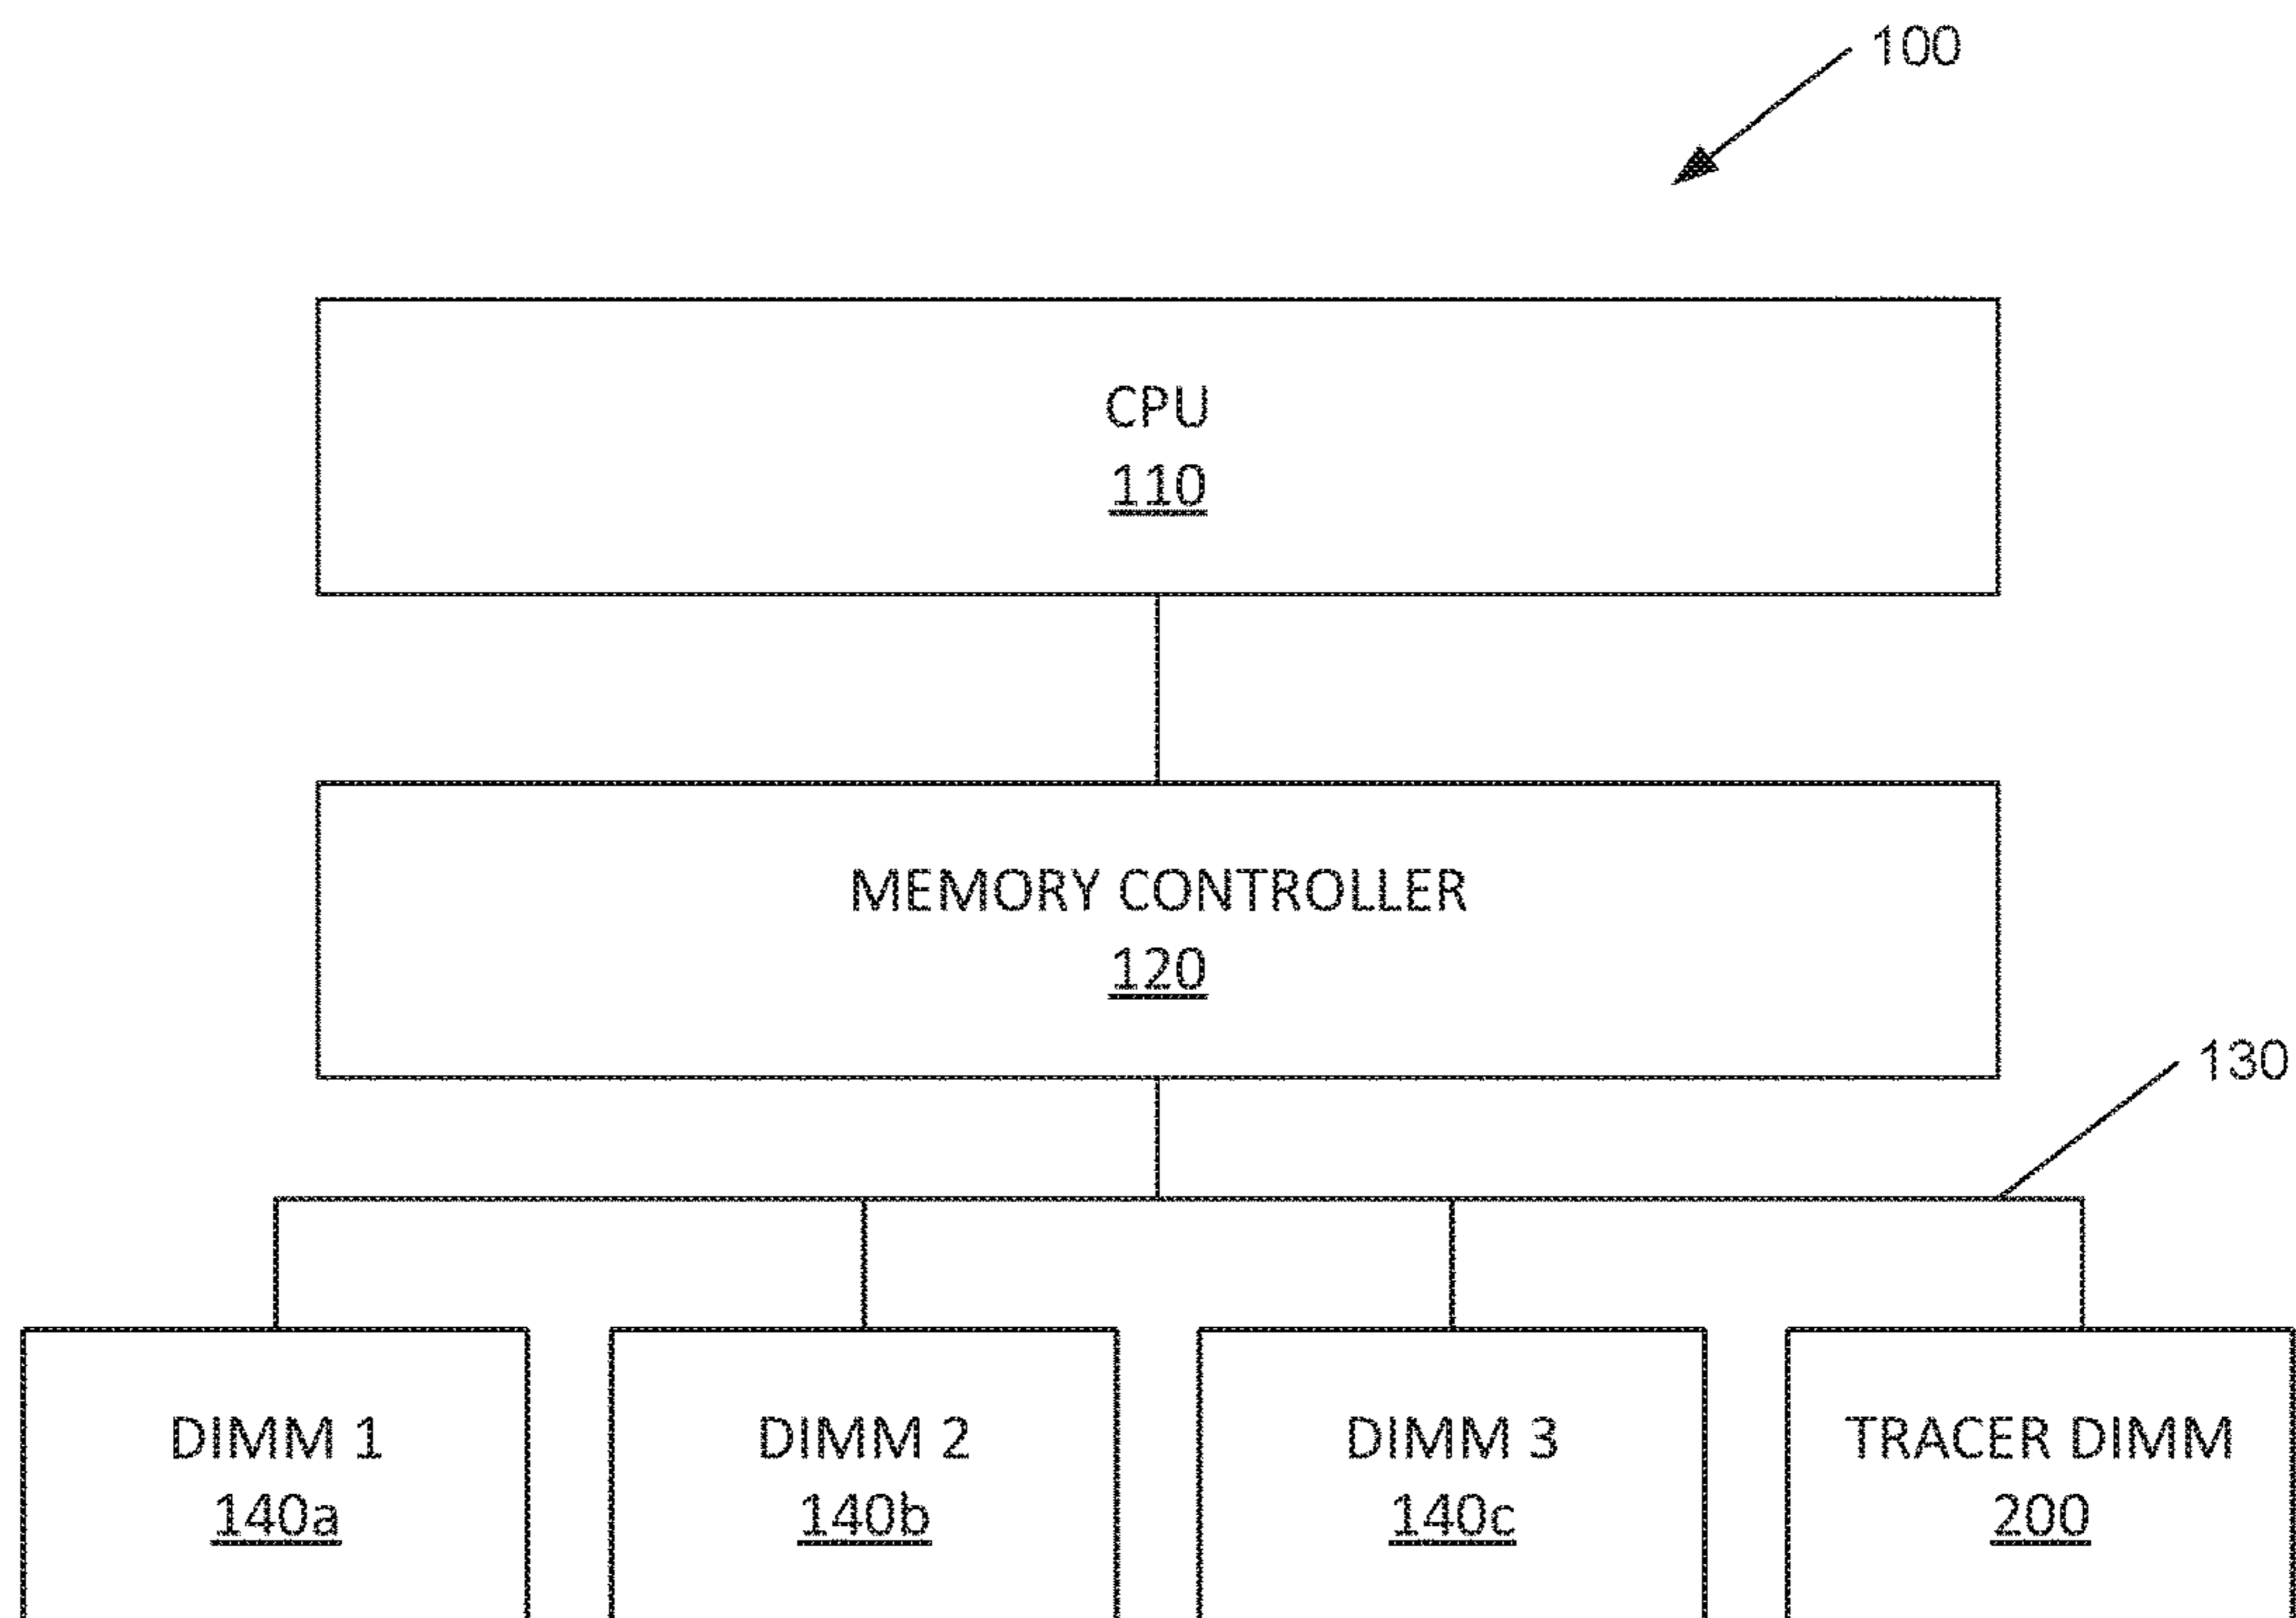 100
CPU
110
MEMORY CONTROLLER
120
130
DIMM 1
140a
DIMM 2
140b
DIMM 3
140c
TRACER DIMM
200